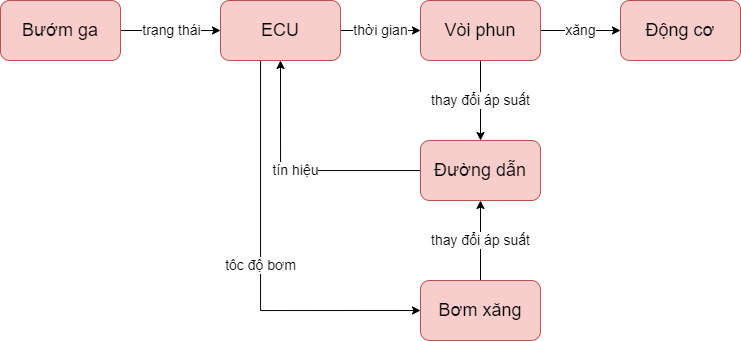 Bướm ga
trạng thái
ECU
thời gian
Vòi phun
xăng
Động cơ
thay đổi áp suất
tín hiệu
Đường dẫn
thay đổi áp suất
tôc độ bơm
Bơm xăng